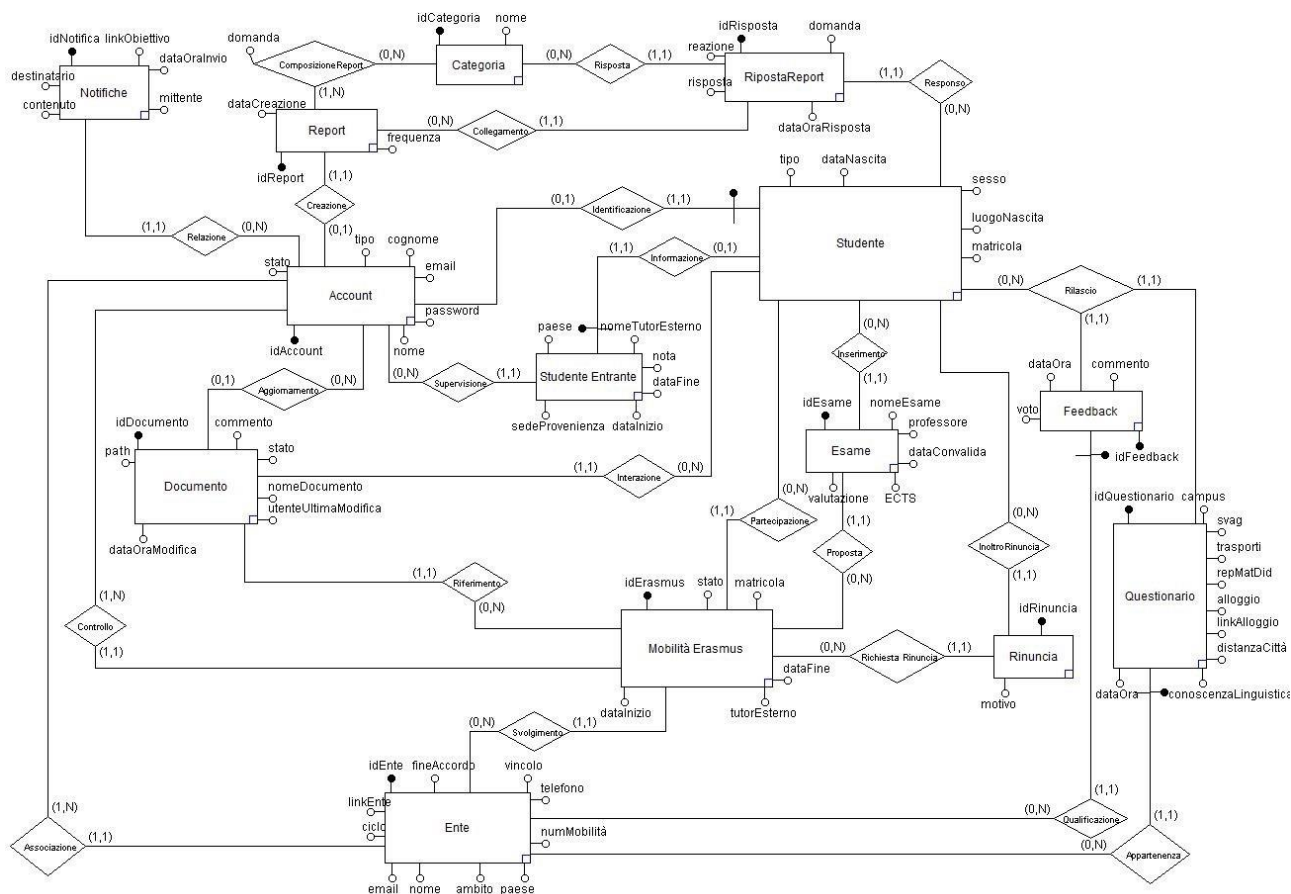 idCategoria nome
idNotifica linkObiettivo
domanda
idRisposta domanda
dataOraInvio
(0,N) (0,N) (1,1)
reazione
ComposizioneReport Categoria Risposta RipostaReport
destinatario
Notifiche
(1,1)
Responso
contenuto mittente
(1,N)
risposta
dataCreazione
(0,N)
(0,N) (1,1)
dataOraRisposta
Report Collegamento
frequenza
tipo dataNascita
idReport
(1,1)
sesso
(0,1) (1,1)
Creazione Identificazione
luogoNascita
(1,1) (0,N)
Relazione
(0,1)
Studente
tipo cognome
(1,1) (0,1)
matricola
stato
Informazione
email
(0,N) (1,1)
Account
Rilascio
password
(1,1)
paese nomeTutorEsterno
(0,N)
idAccount nome
nota
Inserimento
(0,1) (0,N)
(0,N) (1,1)
Studente Entrante
dataOra commento
Aggiornamento Supervisione
dataFine
(1,1)
idDocumento commento
idEsame nomeEsame
voto Feedback
sedeProvenienza dataInizio
professore
path stato
Esame
dataConvalida
idFeedback
Documento
(1,1) (0,N)
nomeDocumento
Interazione
valutazione ECTS
idQuestionario campus
utenteUltimaModifica
(0,N)
svag
(1,1) Partecipazione (1,1)
(0,N)
dataOraModifica
trasporti
Proposta InoltroRinuncia
repMatDid
(1,1)
Riferimento
idErasmus stato matricola
(0,N)
(1,1)
alloggio
(1,N)
(0,N)
idRinuncia
Questionario
linkAlloggio
Controllo
(0,N) (1,1)
distanzaCittà
(1,1)
Mobilità Erasmus Richiesta Rinuncia Rinuncia
dataFine
dataOra conoscenzaLinguistica
motivo
dataInizio tutorEsterno
(0,N) (1,1)
Svolgimento
idEnte fineAccordo vincolo
telefono
(1,N)
linkEnte
(1,1) (1,1)
(0,N)
Qualificazione
ciclo
Ente
numMobilità
(1,1)
Associazione
(0,N)
Appartenenza
email nome ambito paese